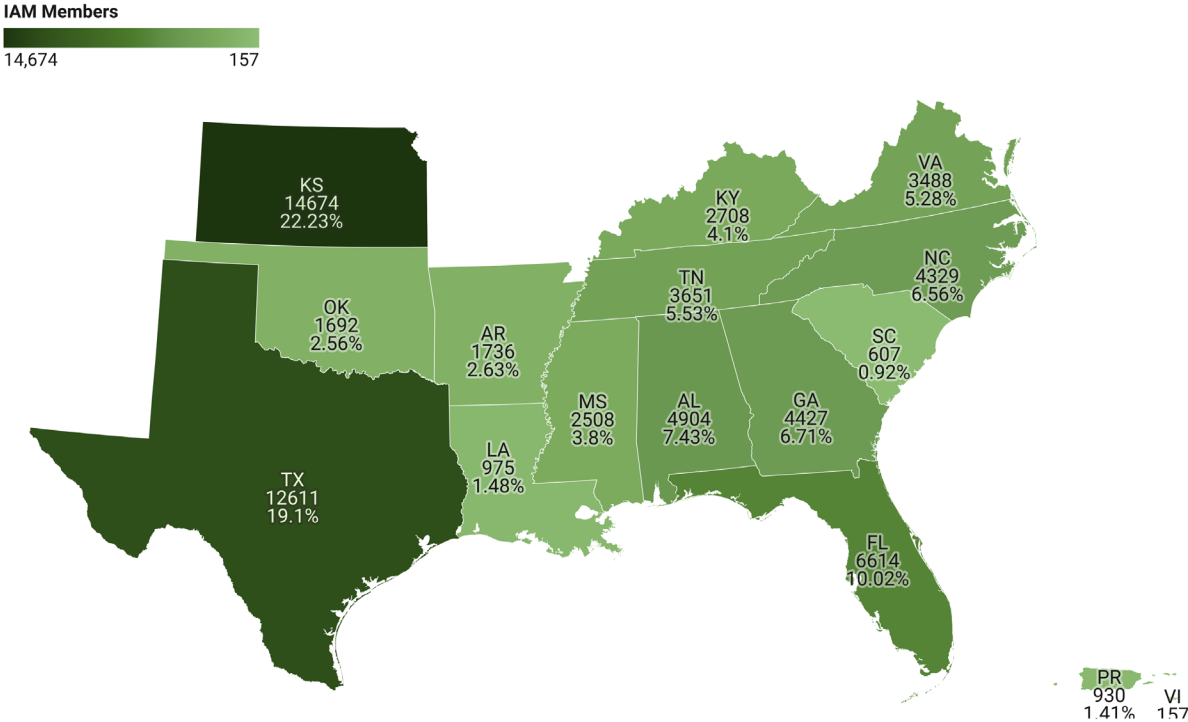 IAM Members
14,674 157
KS
14674
22.23%
VA
3488
5.28%
KY
2708
4.1%
NC
4329
6.56%
TN
3651
5.53%
OK
1692
2.56%
AR
1736
2.63%
SC
607
0.92%
MS
2508
3.8%
AL
4904
7.43%
GA
4427
6.71%
LA
975
1.48%
TX
12611
19.1%
FL
6614
10.02%
PR
930
1.41%
VI
157